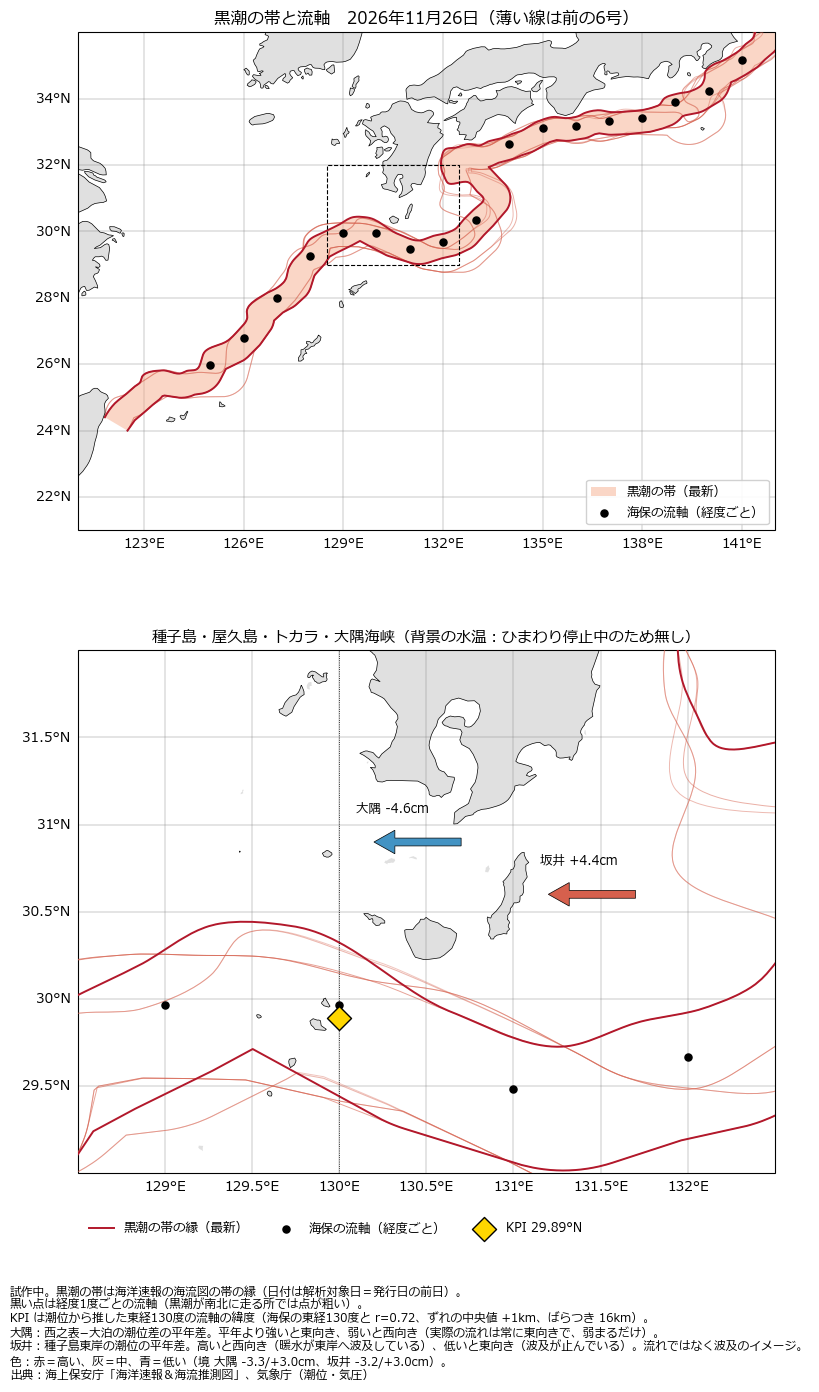 黒潮の帯と流軸　2026年11月26日（薄い線は前の6号）
34°N
32°N
30°N
28°N
26°N
24°N
22°N
黒潮の帯（最新）
海保の流軸（経度ごと）
123°E 126°E 129°E 132°E 135°E 138°E 141°E
種子島・屋久島・トカラ・大隅海峡（背景の水温：ひまわり停止中のため無し）
31.5°N
大隅 -4.6cm
31°N
坂井 +4.4cm
30.5°N
30°N
29.5°N
129°E 129.5°E 130°E 130.5°E 131°E 131.5°E 132°E
黒潮の帯の縁（最新） 海保の流軸（経度ごと） KPI 29.89°N
試作中。黒潮の帯は海洋速報の海流図の帯の縁（日付は解析対象日＝発行日の前日）。
黒い点は経度1度ごとの流軸（黒潮が南北に走る所では点が粗い）。
KPI は潮位から推した東経130度の流軸の緯度（海保の東経130度と r=0.72、ずれの中央値 +1km、ばらつき 16km）。
大隅：西之表−大泊の潮位差の平年差。平年より強いと東向き、弱いと西向き（実際の流れは常に東向きで、弱まるだけ）。
坂井：種子島東岸の潮位の平年差。高いと西向き（暖水が東岸へ波及している）、低いと東向き（波及が止んでいる）。流れではなく波及のイメージ。
色：赤＝高い、灰＝中、青＝低い（境 大隅 -3.3/+3.0cm、坂井 -3.2/+3.0cm）。
出典：海上保安庁「海洋速報＆海流推測図」、気象庁（潮位・気圧）